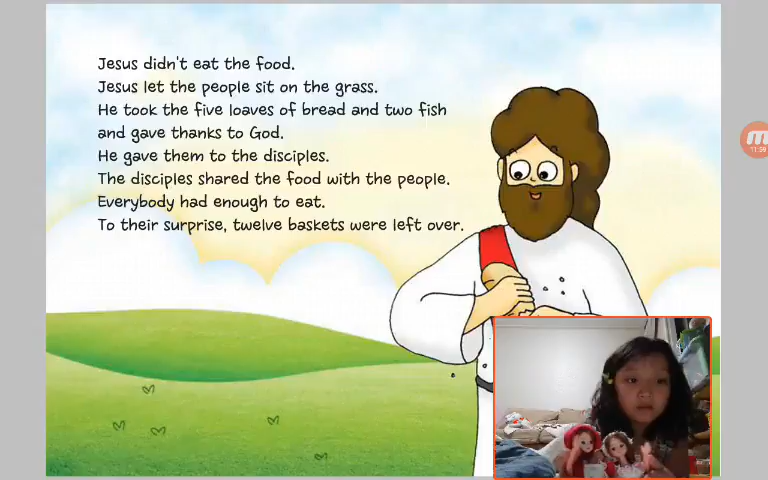 Jesus didn't eat the food.
Jesus let the people sit on the grass.
He took the five loaves of bread and two fish
and gave thanks to God.
He gave them to the disciples.
The disciples shared the food with the people.
Everybody had enough to eat.
To their surprise, twelve baskets were left over.
11:59